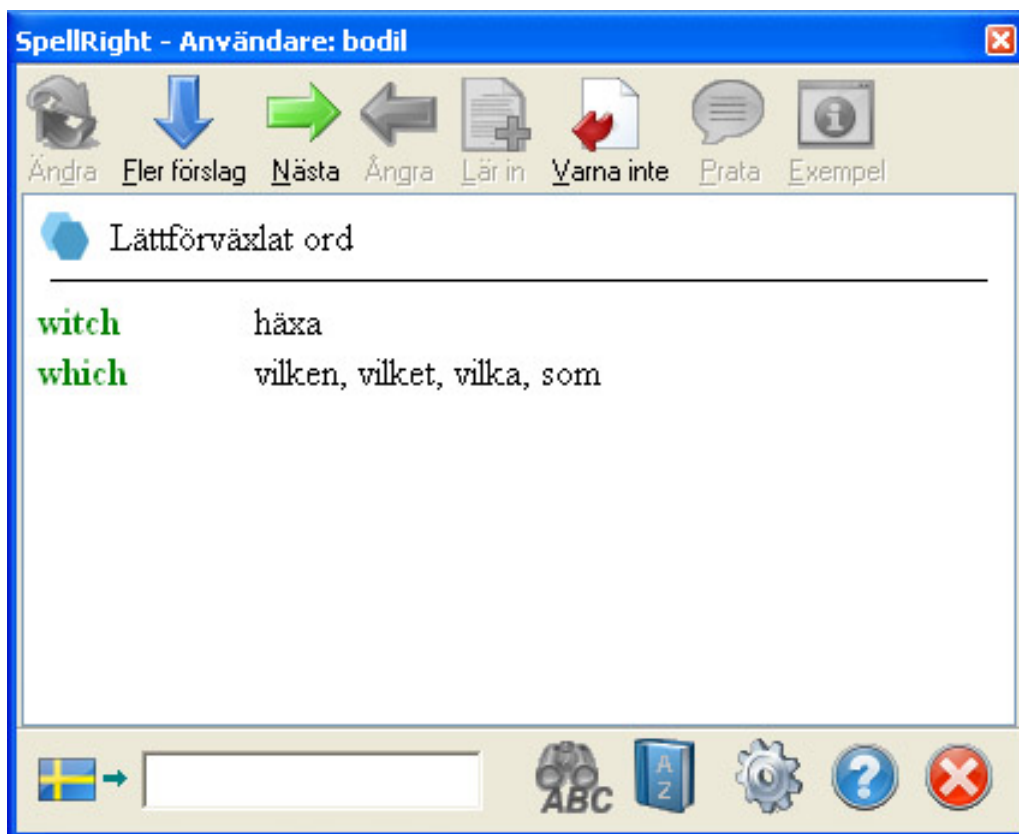 SpellRight - Användare: bodil
Ändra Fler förslag Nästa Ångra Lär in Varna inte Prata Exempel
Lättförväxlat ord
witch häxa
which vilken, vilket, vilka, som
ABC
A
Z